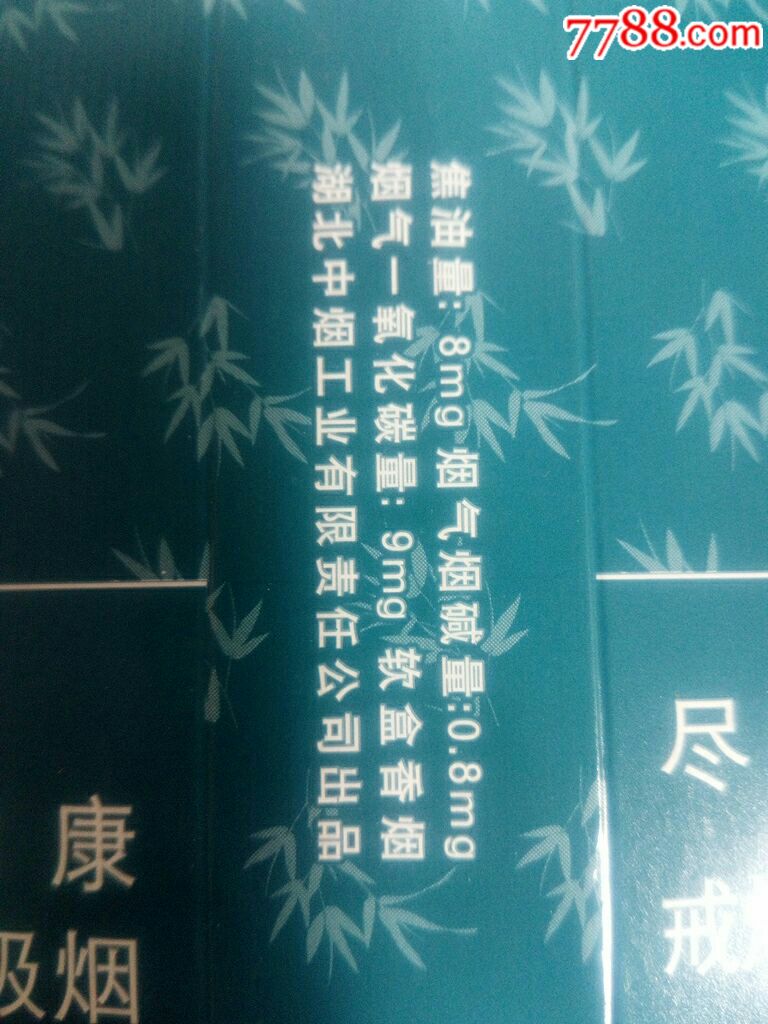 7788.com
焦油量: 8mg 烟气烟碱量:0.8mg
烟气一氧化碳量: 9mg 软盒香烟
湖北中烟工业有限责任公司出品
康
吸烟
尽
戒